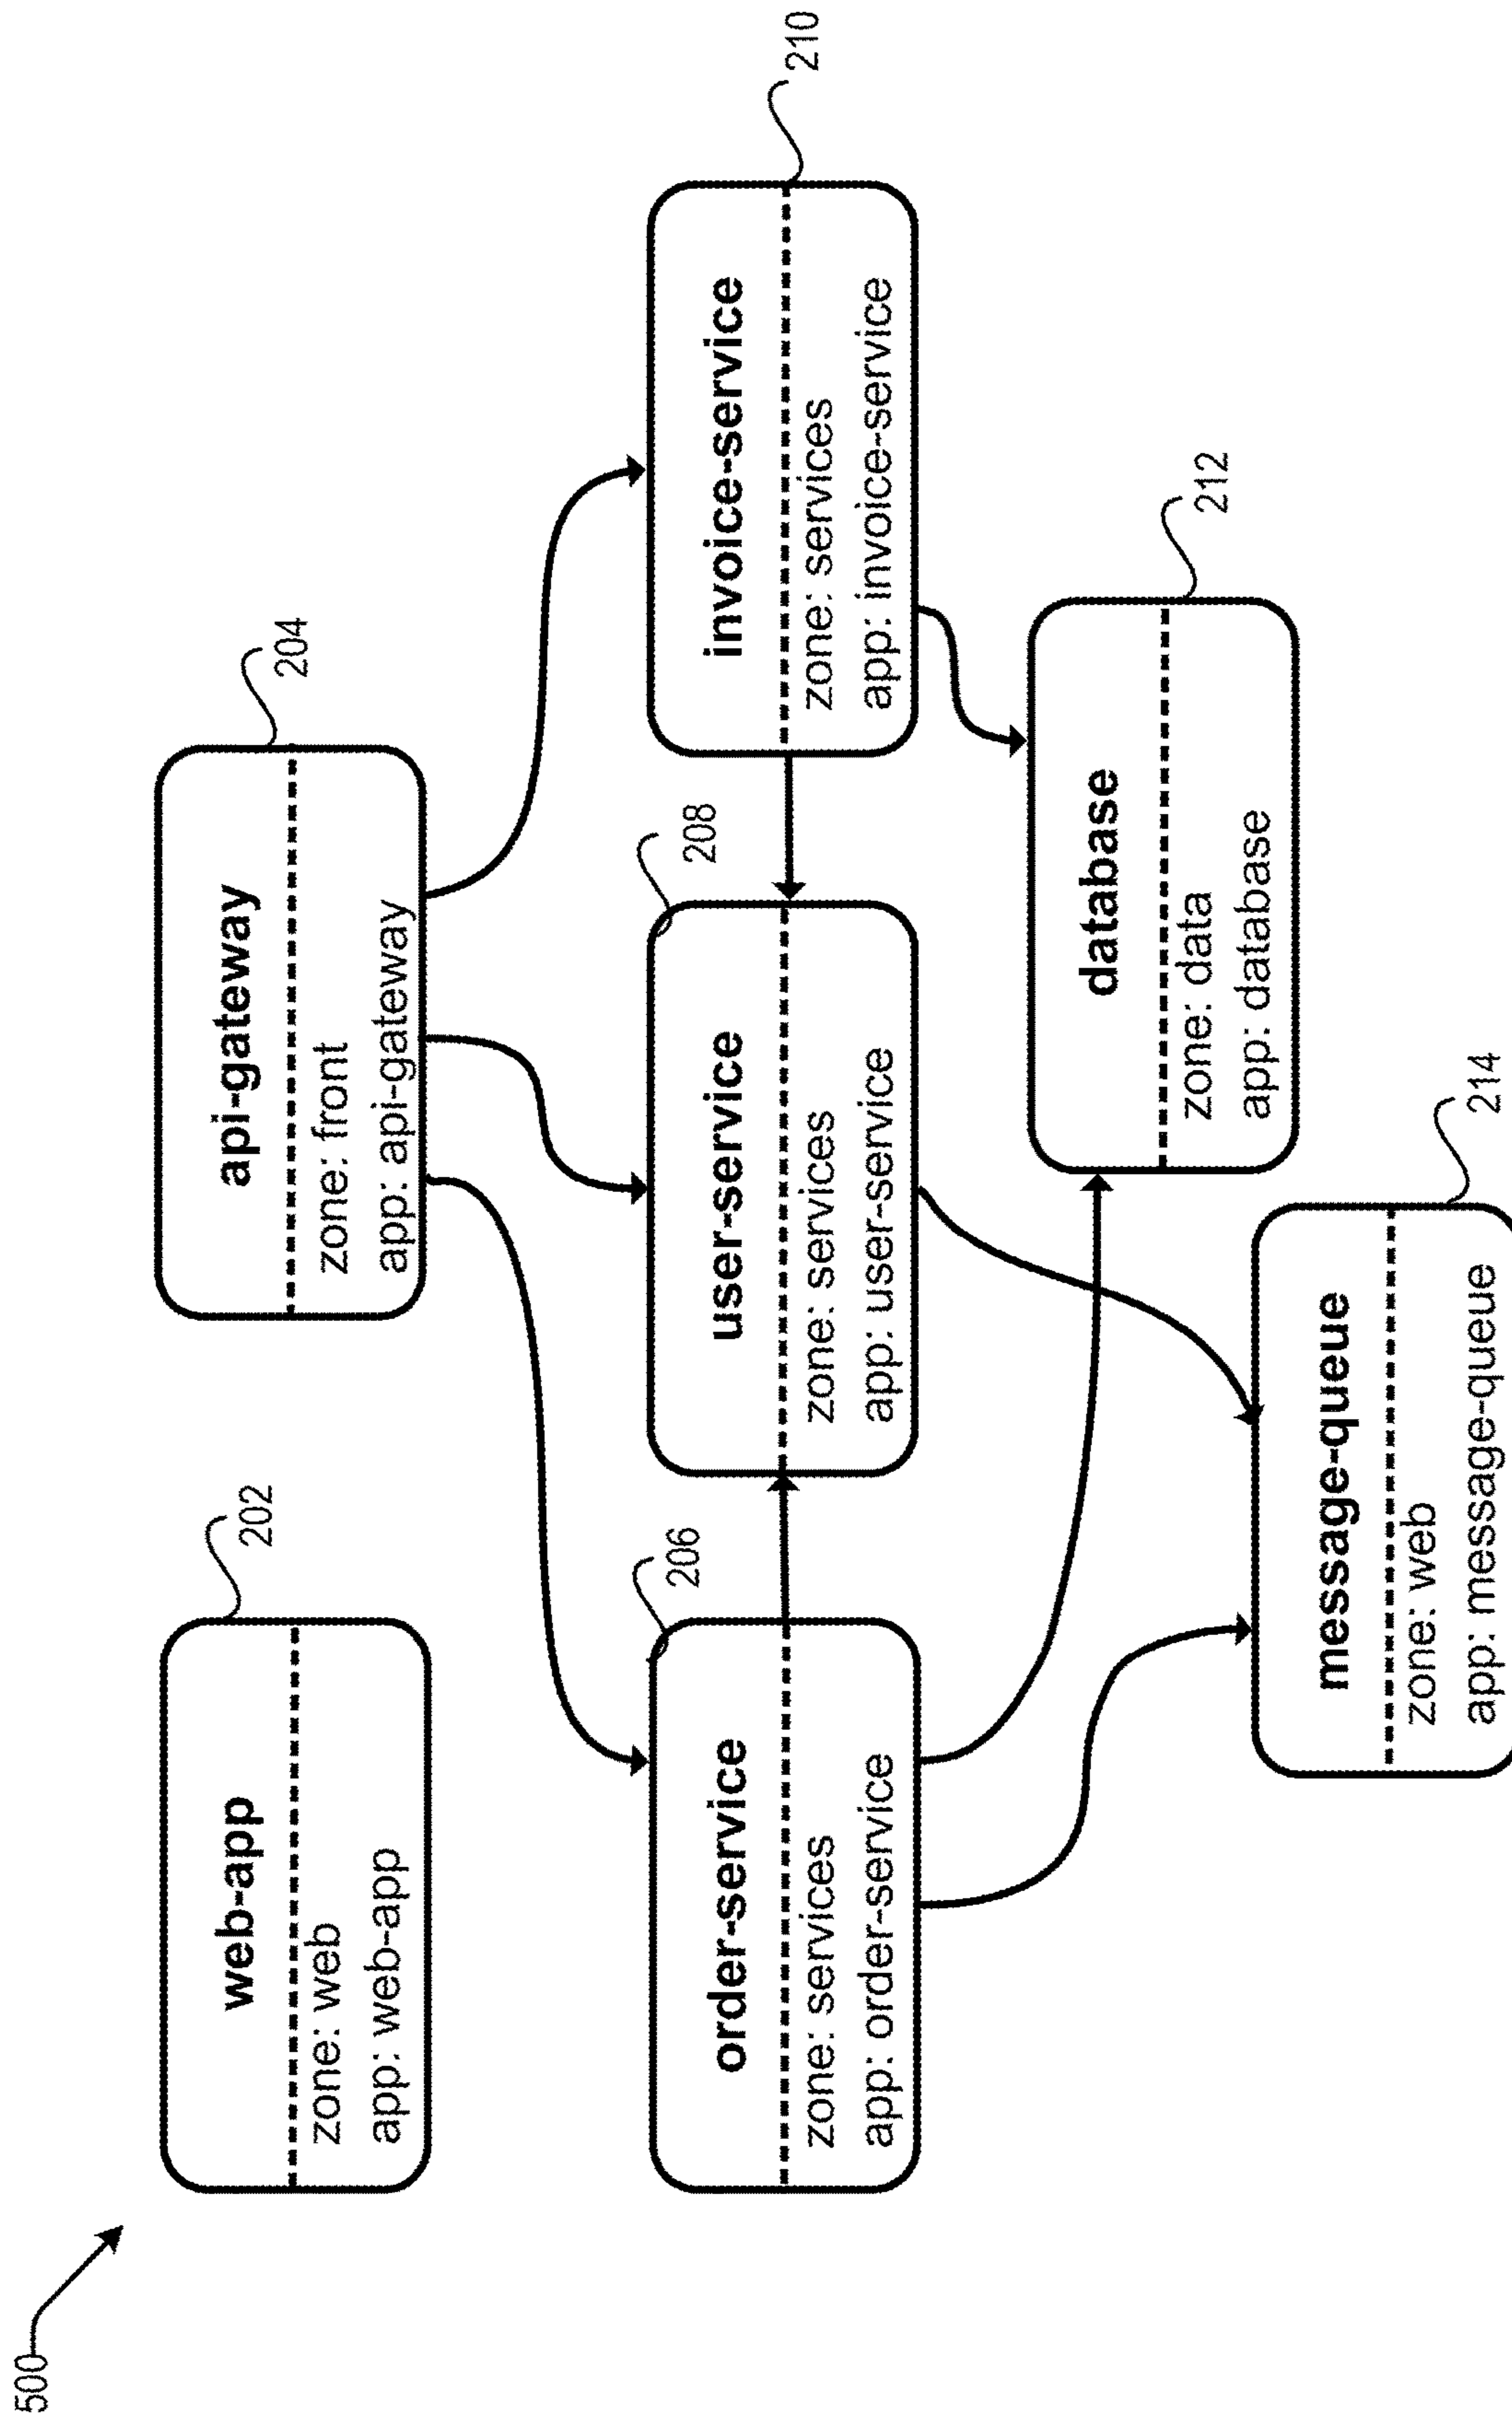 500
web-app
zone: web
app: web-app
202
api-gateway
zone: front
app: api-gateway
204
order-service
zone: services
app: order-service
206
user-service
zone: services
app: user-service
208
invoice-service
zone: services
app: invoice-service
210
database
zone: data
app: database
212
message-queue
zone: web
app: message-queue
214